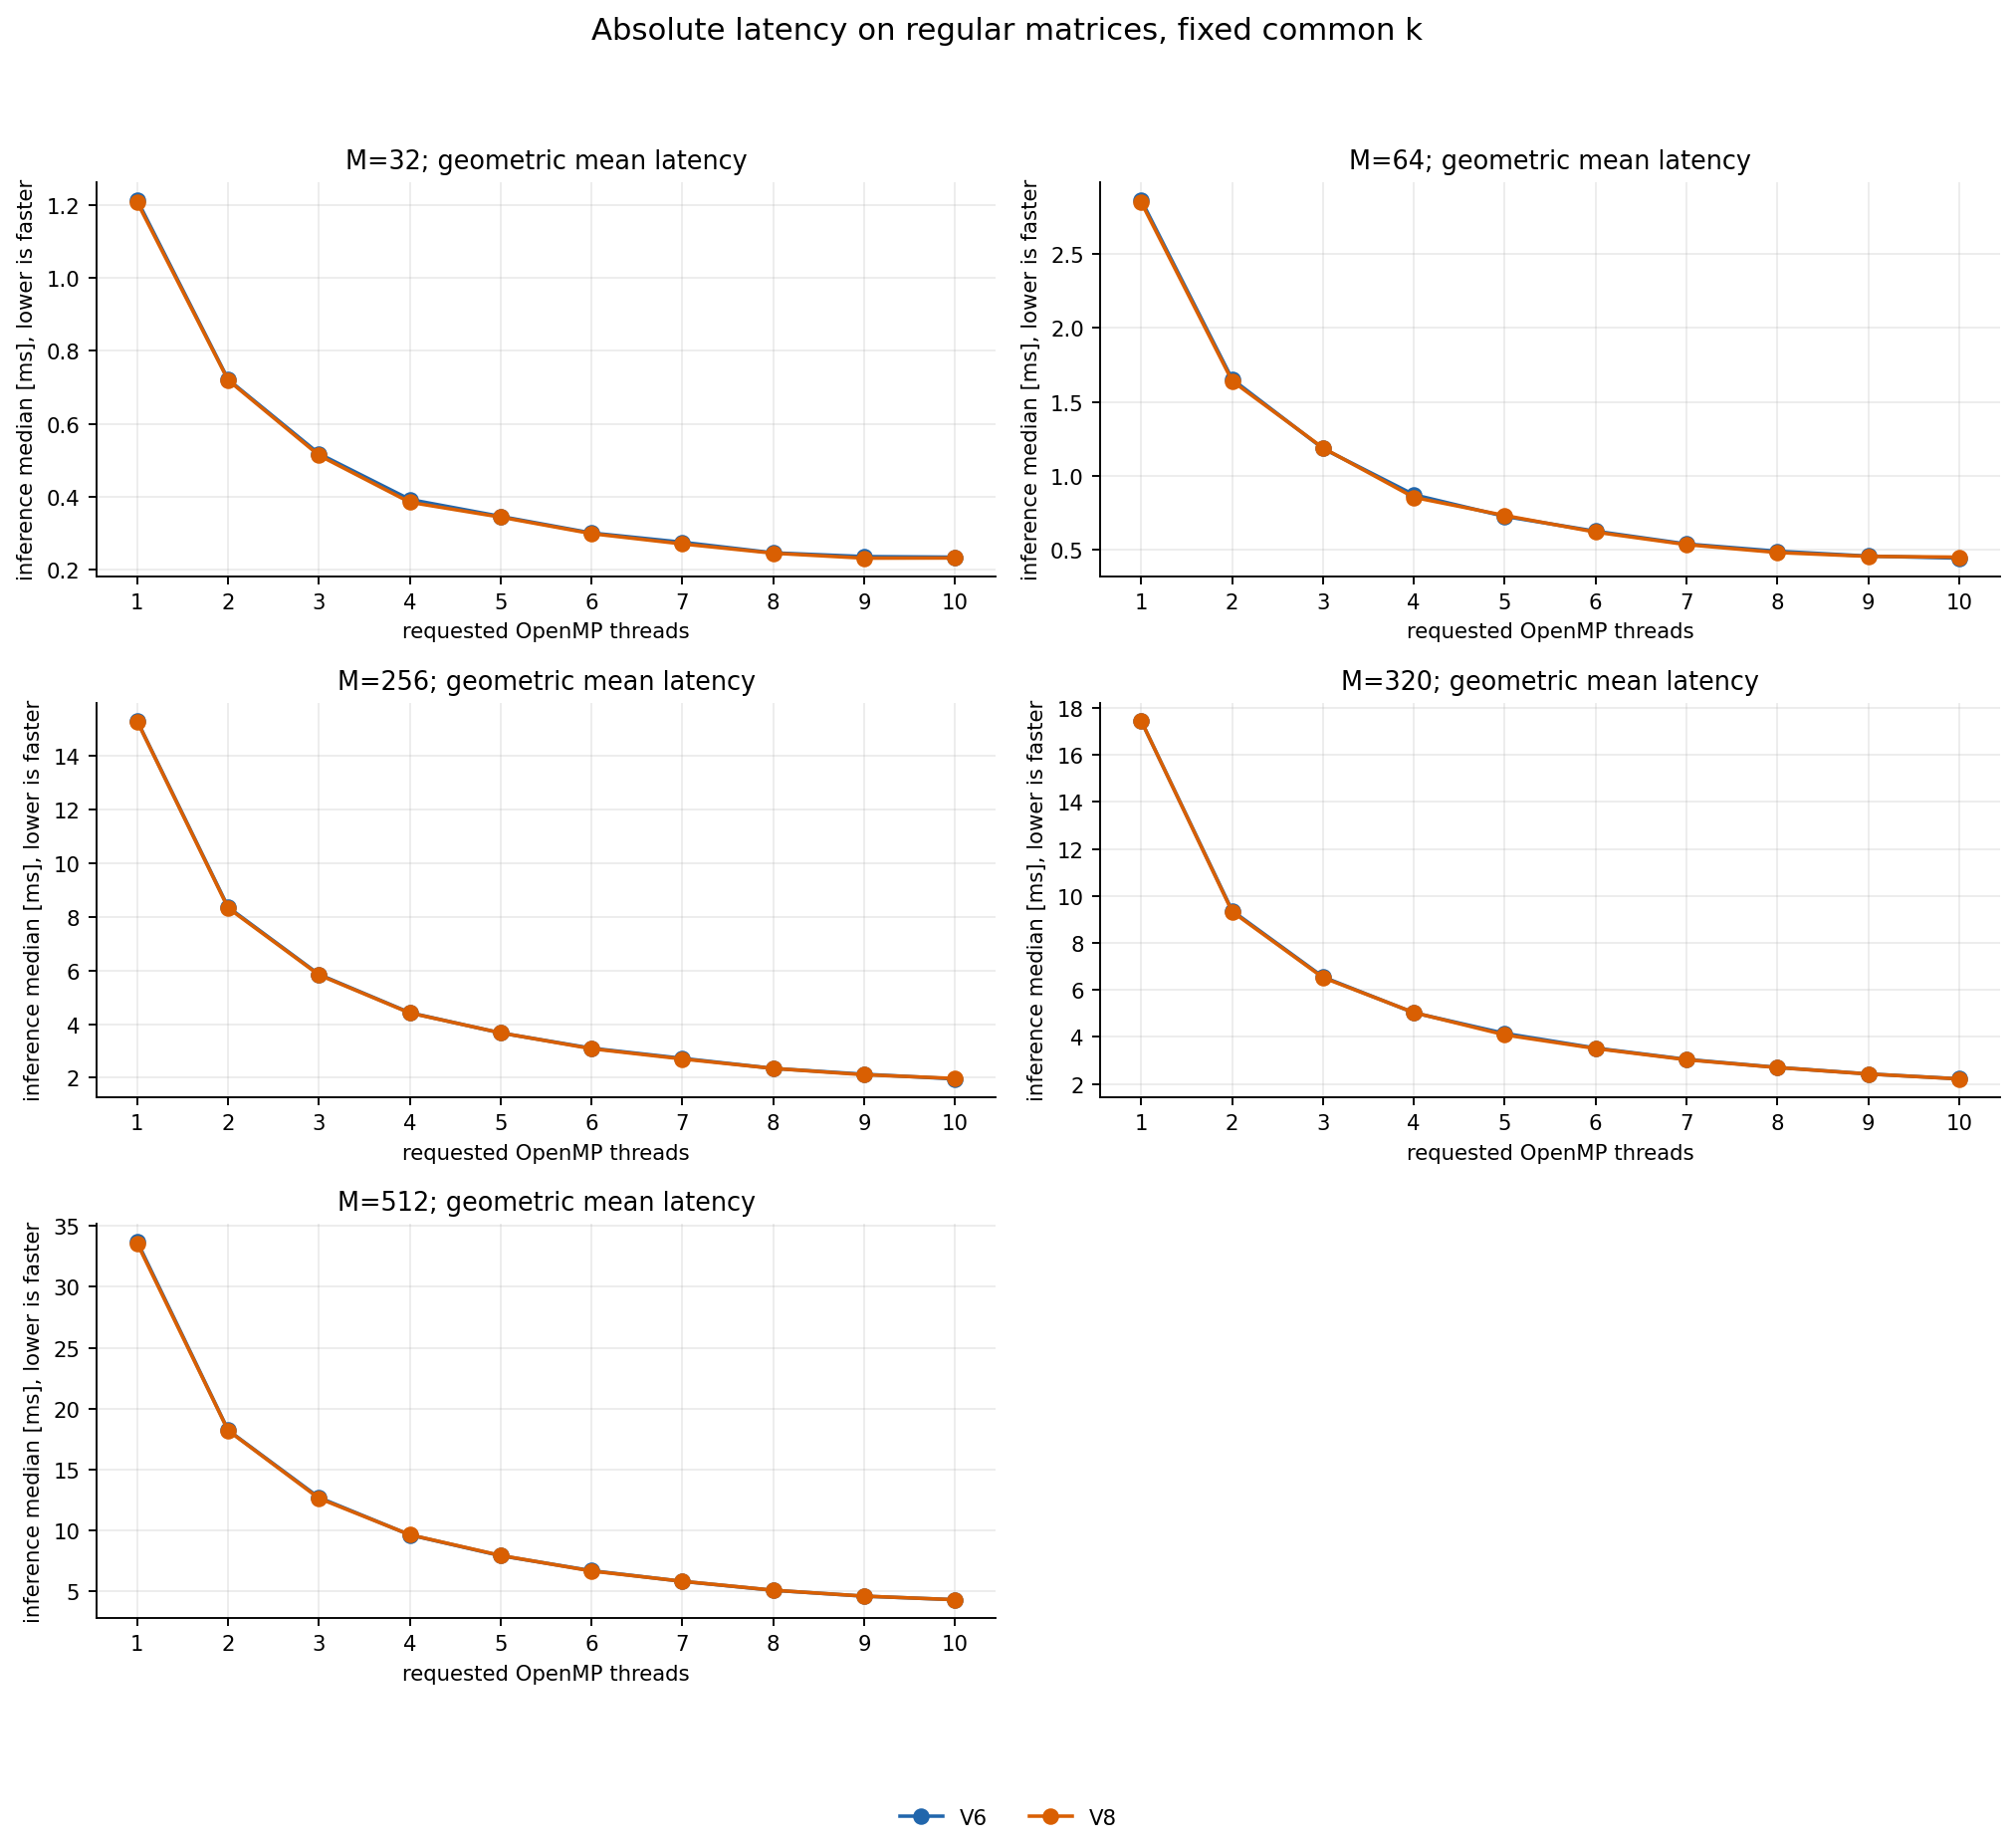 Absolute latency on regular matrices, fixed common k
M=32; geometric mean latency
inference median [ms], lower is faster
1.2
1.0
0.8
0.6
0.4
0.2
1 2 3 4 5 6 7 8 9 10
requested OpenMP threads
M=64; geometric mean latency
inference median [ms], lower is faster
2.5
2.0
1.5
1.0
0.5
1 2 3 4 5 6 7 8 9 10
requested OpenMP threads
M=256; geometric mean latency
inference median [ms], lower is faster
14
12
10
8
6
4
2
1 2 3 4 5 6 7 8 9 10
requested OpenMP threads
M=320; geometric mean latency
inference median [ms], lower is faster
18
16
14
12
10
8
6
4
2
1 2 3 4 5 6 7 8 9 10
requested OpenMP threads
M=512; geometric mean latency
inference median [ms], lower is faster
35
30
25
20
15
10
5
1 2 3 4 5 6 7 8 9 10
requested OpenMP threads
V6 V8